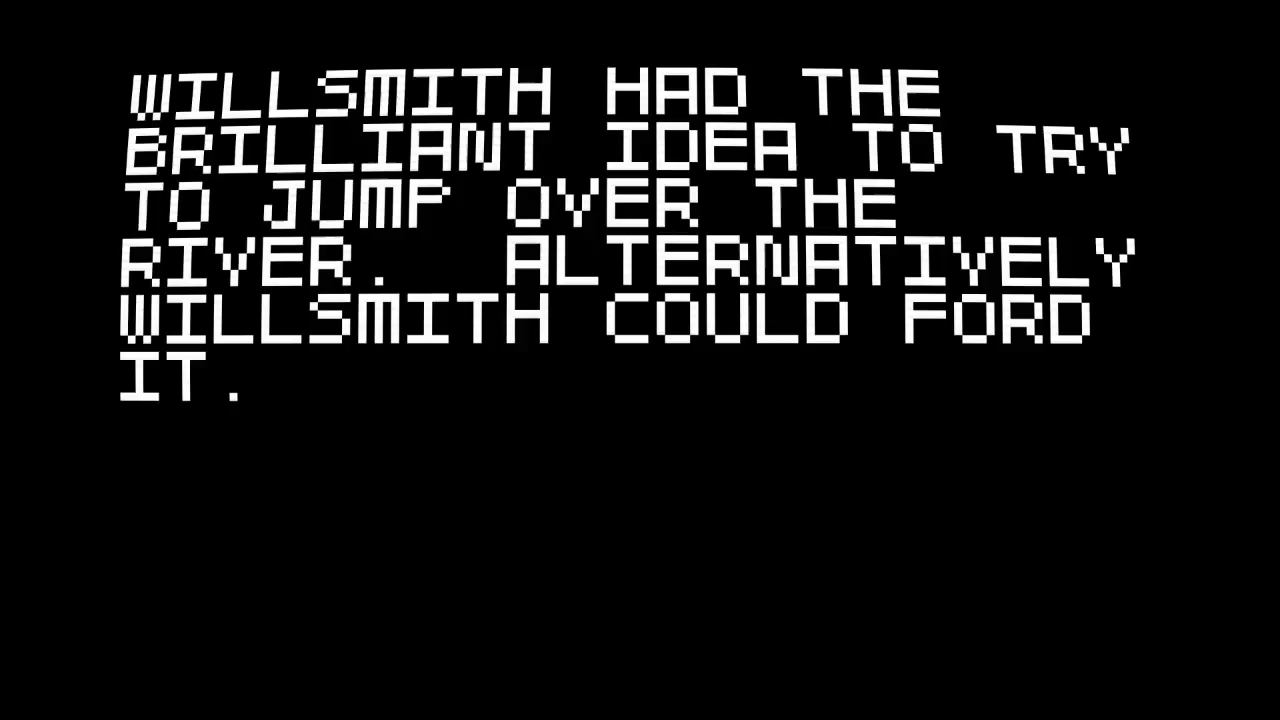 WILLSMITH HAD THE
BRILLIANT IDEA TO TRY
TO JUMP OVER THE
RIVER.  ALTERNATIVELY
WILLSMITH COULD FORD
IT.